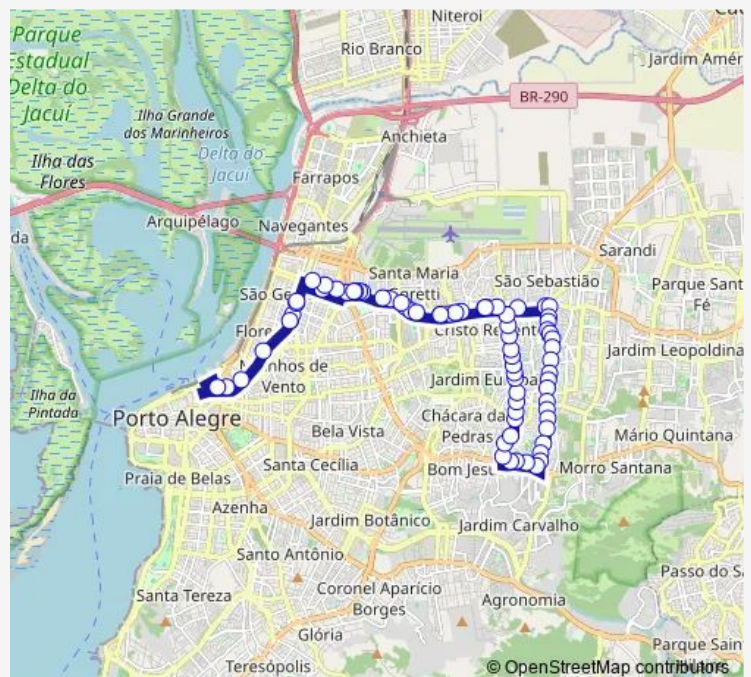 Niteroi
Parque
Estadual
Delta do
Jacuí
Rio Branco
Jardim Amér
BR-290
Ilha Grande
dos Marinheiros
Anchieta
Ilha das
Flores
Delta do
Jacuí
Farrapos
Arquipélago
Navegantes
da
Sarandi
Santa Maria
São Sebastião
Parque Sant
Fé
São Ge
Goretti
Flore
Cristo Re
Jardim Leopoldina
nhos de
Vento
Ilha da
Pintada
Jardim Eu
Porto Alegre
Chácara da
Pedras
Bela Vista
Mário Quintana
Santa Cecília
Bom Jesu
Morro Santana
Praia de Belas
Azenha
Jardim Botânico
Jardim Carvalho
Santo Antônio
Passo do Sa
Santa Tereza
Coronel Aparício
Borges
Agronomia
Glória
Parque Sain
Teresópolis
© OpenStreetMap contributors